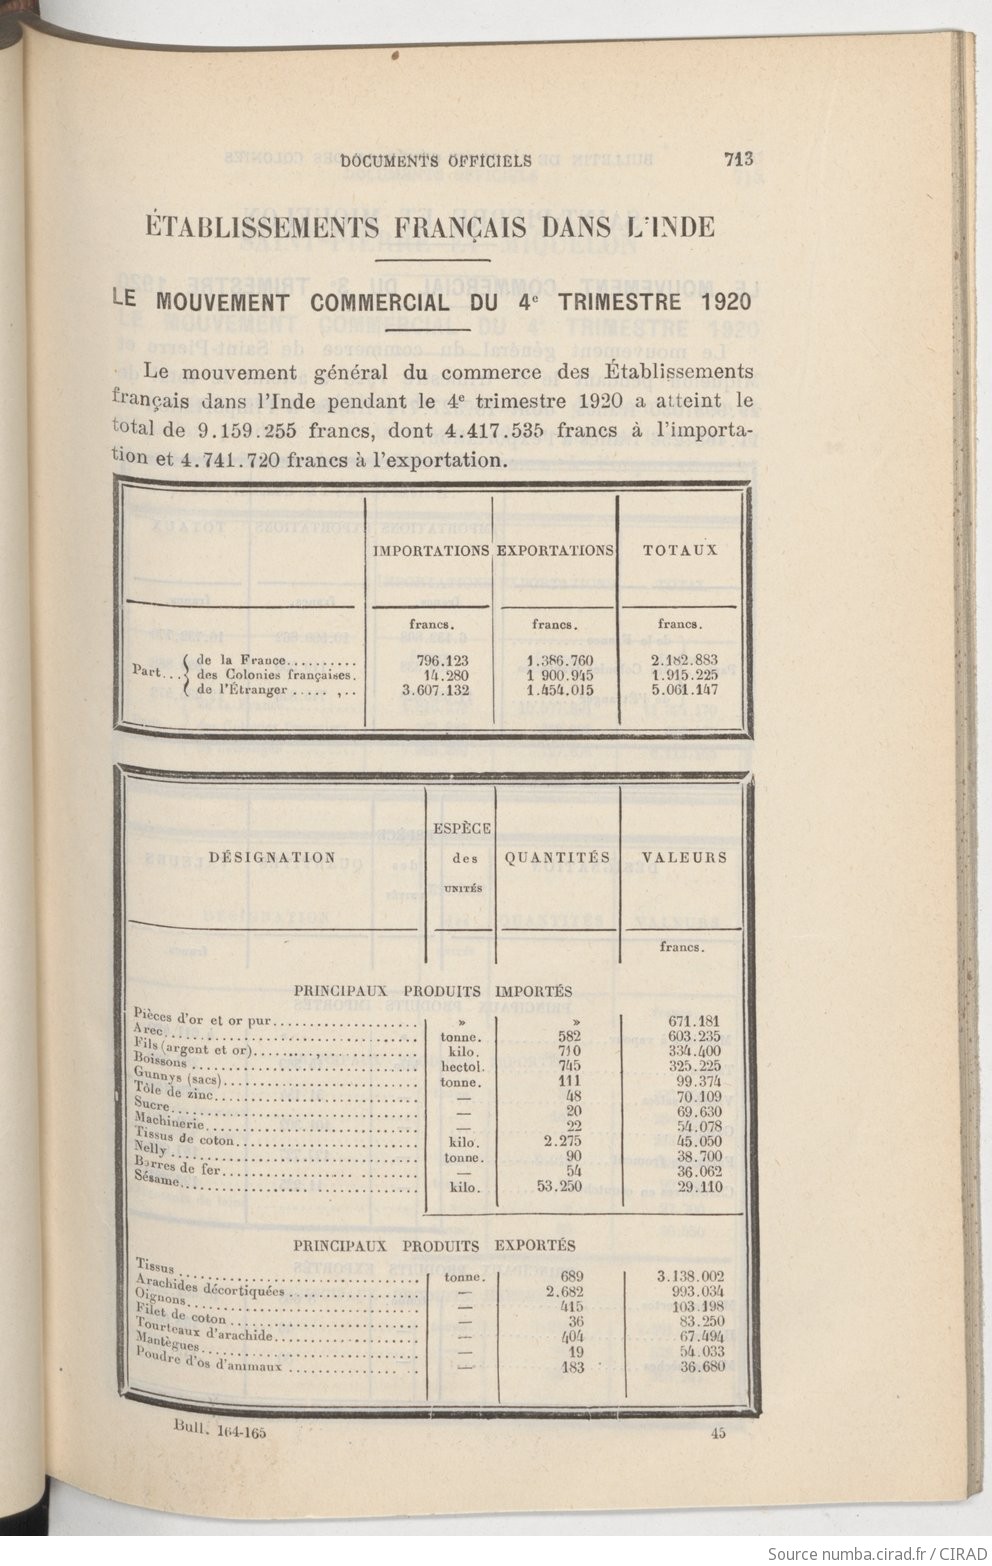 DOCUMENTS OFFICIELS 713
ÉTABLISSEMENTS FRANÇAIS DANS L'INDE
LE MOUVEMENT COMMERCIAL DU 4e TRIMESTRE 1920
Le mouvement général du commerce des Établissements
français dans l'Inde pendant le 4e trimestre 1920 a atteint le
total de 9.159.255 francs, dont 4.417.535 francs à l'importa-
tion et 4.741.720 francs à l'exportation.
IMPORTATIONS EXPORTATIONS TOTAUX
francs. francs. francs.
Part... { de la France.......... 796.123 1.386.760 2.182.883
des Colonies françaises. 14.280 1 900.945 1.915.225
de l'Étranger ..... ,.. 3.607.132 1.454.015 5.061.147
DÉSIGNATION ESPÈCE des UNITÉS QUANTITÉS VALEURS
francs.
PRINCIPAUX PRODUITS IMPORTÉS
Pièces d'or et or pur.................... » » 671.181
Arec.................................... tonne. 582 603.235
Fils (argent et or)....................... kilo. 710 334.400
Boissons ................................ hectol. 745 325.225
Gunnys (sacs)........................... tonne. 111 99.374
Tôle de zinc............................. — 48 70.109
Sucre................................... — 20 69.630
Machinerie.............................. — 22 54.078
Tissus de coton.......................... kilo. 2.275 45.050
Nelly................................... tonne. 90 38.700
Barres de fer............................ — 54 36.062
Sésame.................................. kilo. 53.250 29.110
PRINCIPAUX PRODUITS EXPORTÉS
Tissus .................................. tonne. 689 3.138.002
Arachides décortiquées .................. — 2.682 993.034
Oignons................................. — 415 103.198
Filet de coton ........................... — 36 83.250
Tourteaux d'arachide..................... — 404 67.494
Mantègues............................... — 19 54.033
Poudre d'os d'animaux ................... — 183 36.680
Bull. 164-165 45
Source numba.cirad.fr / CIRAD